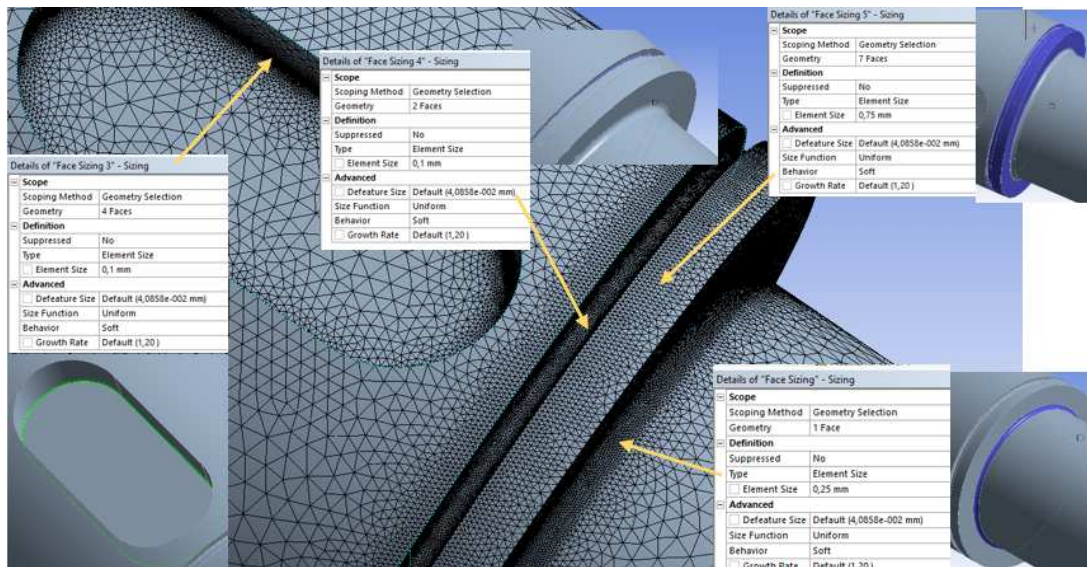 Details of "Face Sizing 4" - Sizing
Scope
Scoping Method Geometry Selection
Geometry 2 Faces
Definition
Suppressed No
Type Element Size
Element Size 0,1 mm
Advanced
Defeature Size Default (4,0858e-002 mm)
Size Function Uniform
Behavior Soft
Growth Rate Default (1,20 )
Details of "Face Sizing 5" - Sizing
Scope
Scoping Method Geometry Selection
Geometry 7 Faces
Definition
Suppressed No
Type Element Size
Element Size 0,75 mm
Advanced
Defeature Size Default (4,0858e-002 mm)
Size Function Uniform
Behavior Soft
Growth Rate Default (1,20 )
Details of "Face Sizing 3" - Sizing
Scope
Scoping Method Geometry Selection
Geometry 4 Faces
Definition
Suppressed No
Type Element Size
Element Size 0,1 mm
Advanced
Defeature Size Default (4,0858e-002 mm)
Size Function Uniform
Behavior Soft
Growth Rate Default (1,20 )
Details of "Face Sizing" - Sizing
Scope
Scoping Method Geometry Selection
Geometry 1 Face
Definition
Suppressed No
Type Element Size
Element Size 0,25 mm
Advanced
Defeature Size Default (4,0858e-002 mm)
Size Function Uniform
Behavior Soft
Growth Rate Default (1,20 )